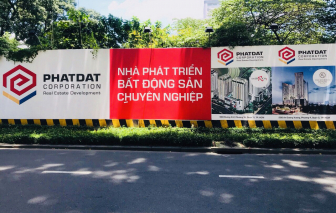 PHATDAT
CORPORATION
Real Estate Development
NHÀ PHÁT TRIỂN
BẤT ĐỘNG SẢN
CHUYÊN NGHIỆP
PHATDAT
CORPORATION
PHATDAT
CORPORATION